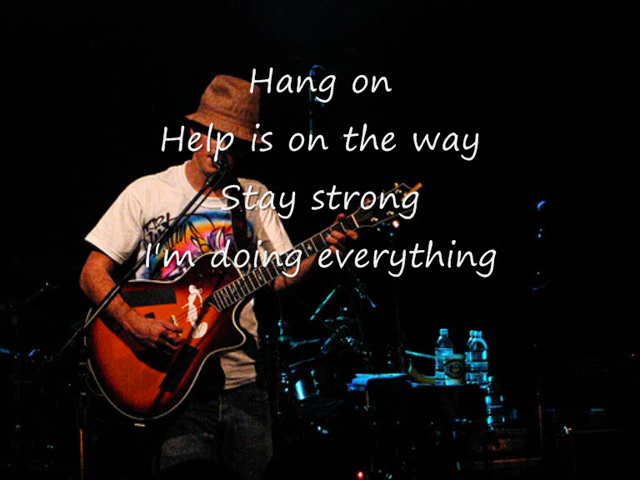 Hang on
Help is on the way
Stay strong
I'm doing everything